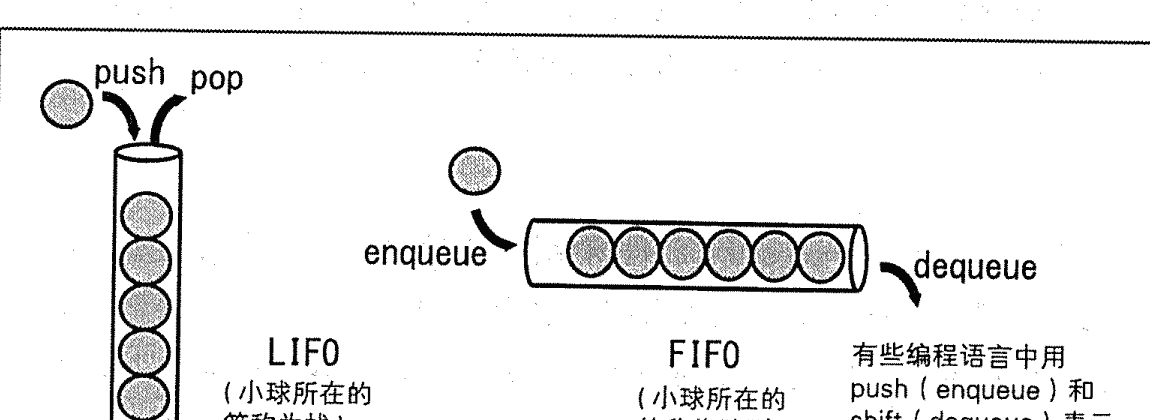 push pop
enqueue
dequeue
LIFO
(小球所在的
FIFO
(小球所在的
有些编程语言中用
push ( enqueue ) 和